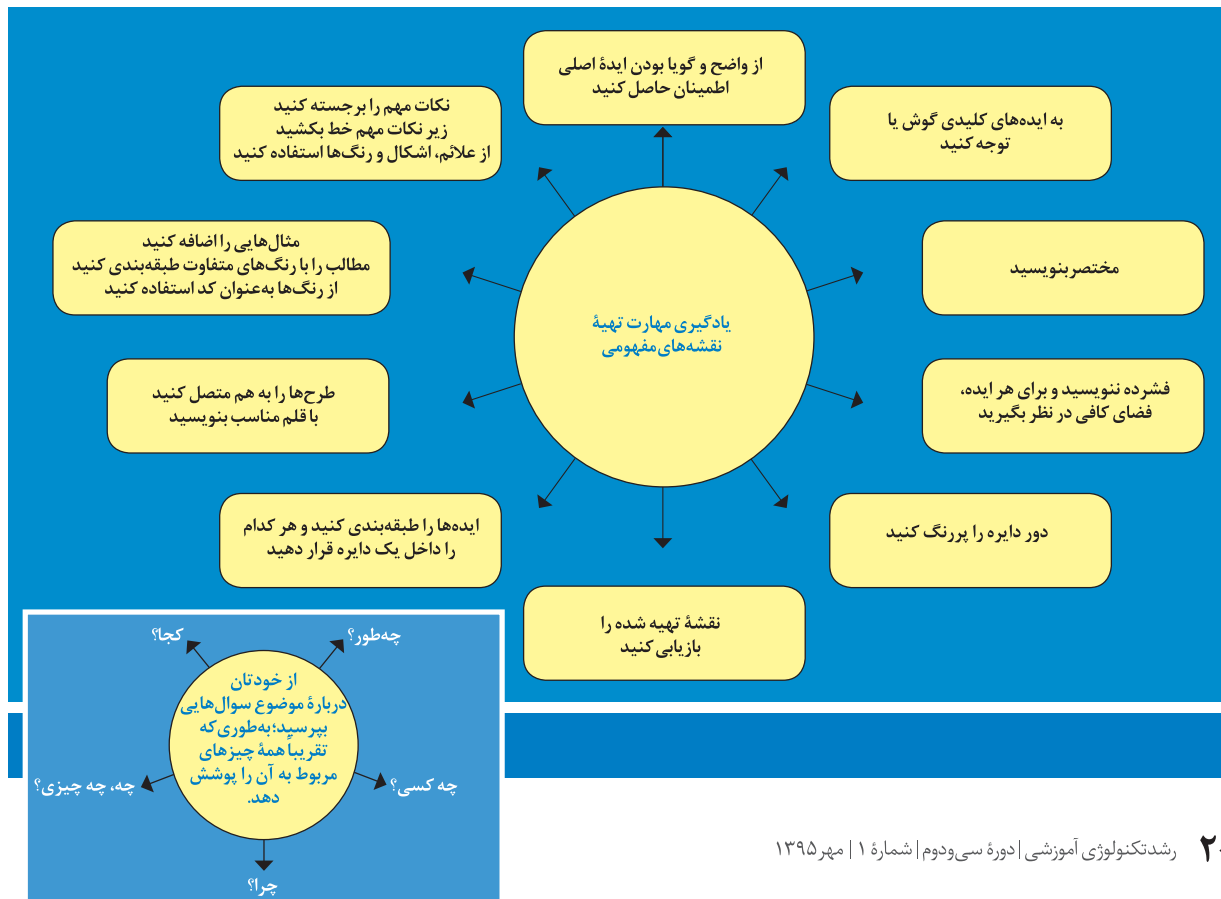 از واضح و گویا بودن ایدهٔ اصلی
اطمینان حاصل کنید
به ایده‌های کلیدی گوش یا
توجه کنید
مختصربنویسید
فشرده ننویسید و برای هر ایده،
فضای کافی در نظر بگیرید
دور دایره را پررنگ کنید
نقشهٔ تهیه شده را
بازیابی کنید
ایده‌ها را طبقه‌بندی کنید و هر کدام
را داخل یک دایره قرار دهید
طرح‌ها را به هم متصل کنید
با قلم مناسب بنویسید
مثال‌هایی را اضافه کنید
مطالب را با رنگ‌های متفاوت طبقه‌بندی کنید
از رنگ‌ها به‌عنوان کد استفاده کنید
نکات مهم را برجسته کنید
زیر نکات مهم خط بکشید
از علائم، اشکال و رنگ‌ها استفاده کنید
یادگیری مهارت تهیهٔ
نقشه‌های مفهومی
چه‌طور؟
کجا؟
از خودتان
دربارهٔ موضوع سوال‌هایی
بپرسید؛ به‌طوری که
تقریباً همهٔ چیزهای
مربوط به آن را پوشش
دهد.
چه کسی؟
چه، چه چیزی؟
چرا؟
رشدتکنولوژی آموزشی | دورهٔ سی‌ودوم | شمارهٔ ۱ | مهر ۱۳۹۵